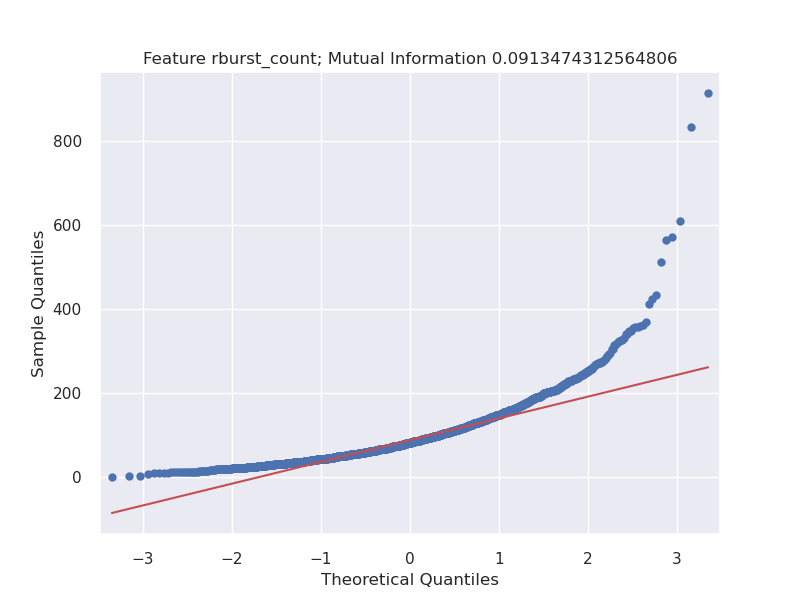 Feature rburst_count; Mutual Information 0.0913474312564806
800
600
400
200
0
Sample Quantiles
−3 −2 −1 0 1 2 3
Theoretical Quantiles